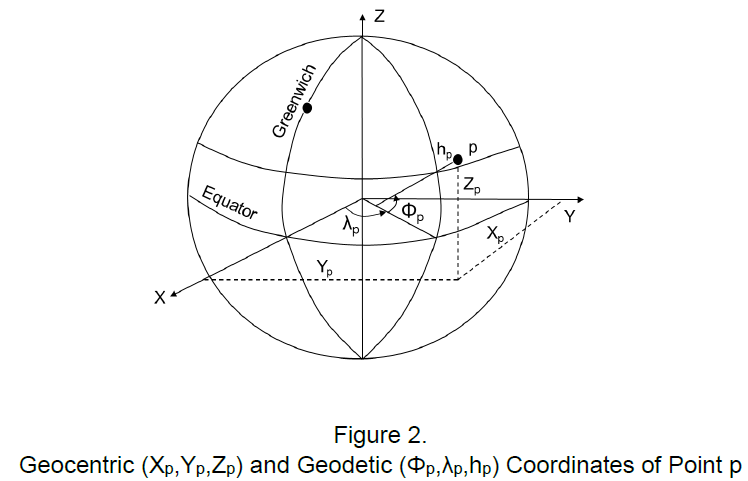 Z
Greenwich
hₚ p
Zₚ
Equator
λₚ
Φₚ
Y
Xₚ
Yₚ
X
Figure 2.
Geocentric (Xₚ,Yₚ,Zₚ) and Geodetic (Φₚ,λₚ,hₚ) Coordinates of Point p